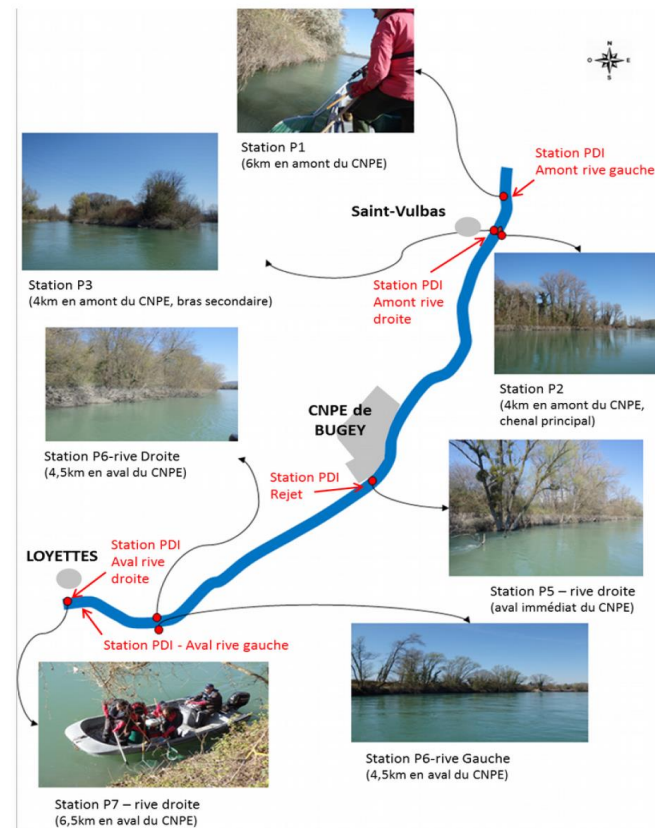 N
O
E
S
Station P1
(6km en amont du CNPE)
Station PDI
Amont rive gauche
Saint-Vulbas
Station P3
(4km en amont du CNPE, bras secondaire)
Station PDI
Amont rive
droite
Station P2
(4km en amont du CNPE,
chenal principal)
CNPE de
BUGEY
Station P6-rive Droite
(4,5km en aval du CNPE)
Station PDI
Rejet
Station P5 – rive droite
(aval immédiat du CNPE)
LOYETTES
Station PDI
Aval rive
droite
Station PDI - Aval rive gauche
Station P6-rive Gauche
(4,5km en aval du CNPE)
Station P7 – rive droite
(6,5km en aval du CNPE)